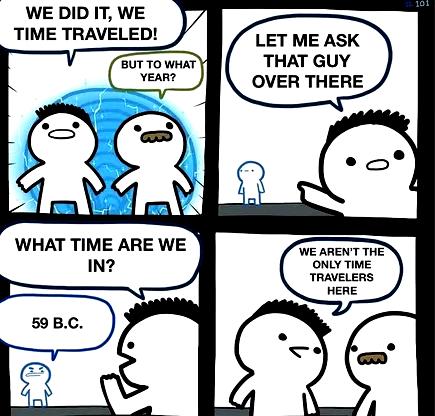 WE DID IT, WE
TIME TRAVELED!
BUT TO WHAT
YEAR?
101
LET ME ASK
THAT GUY
OVER THERE
WHAT TIME ARE WE
IN?
59 B.C.
WE AREN'T THE
ONLY TIME
TRAVELERS
HERE